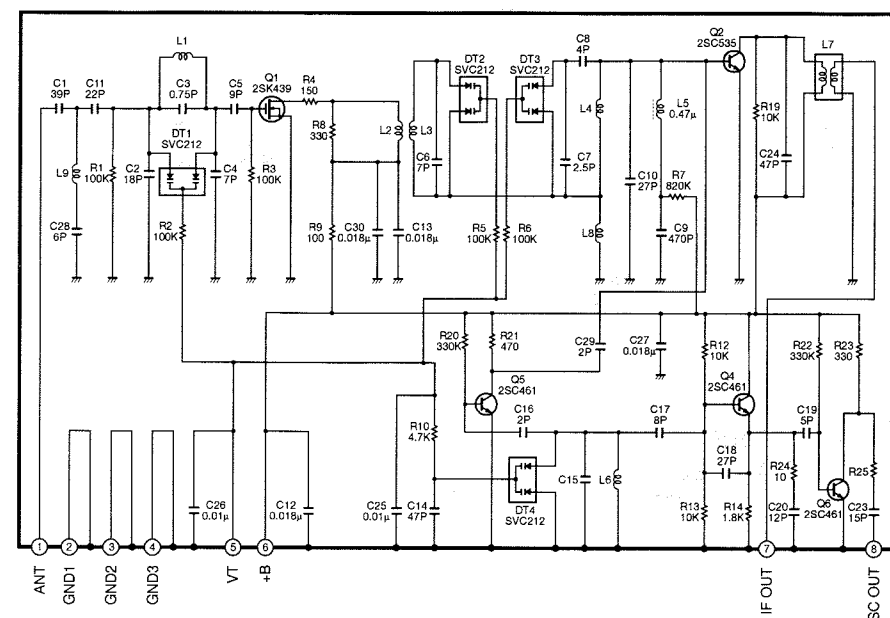 L1
C1
39P
C11
22P
C3
0.75P
C5
9P
Q1
2SK439
R4
150
DT1
SVC212
L9
C28
6P
R1
100K
C2
18P
C4
7P
R3
100K
R2
100K
R8
330
L2
L3
R9
100
C30
0.018μ
C13
0.018μ
DT2
SVC212
DT3
SVC212
C6
7P
R5
100K
R6
100K
C8
4P
C7
2.5P
L4
L8
L5
0.47μ
C10
27P
R7
820K
C9
470P
Q2
2SC535
L7
R19
10K
C24
47P
R20
330K
R21
470
C29
2P
C27
0.018μ
R12
10K
Q4
2SC461
R22
330K
R23
330
Q5
2SC461
C16
2P
C17
8P
C19
5P
R10
4.7K
C18
27P
R24
10
R25
C26
0.01μ
C12
0.018μ
C25
0.01μ
C14
47P
DT4
SVC212
C15
L6
R13
10K
R14
1.8K
C20
12P
Q6
2SC461
C23
15P
1
2
3
4
5
6
7
8
ANT
GND1
GND2
GND3
VT
+B
IF OUT
SC OUT